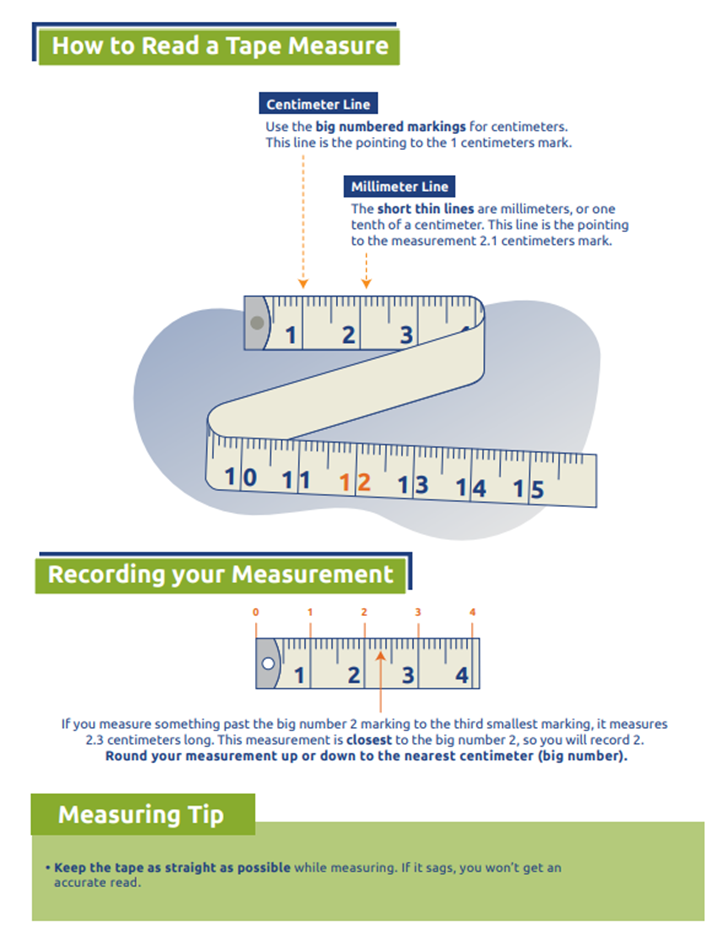 How to Read a Tape Measure
Centimeter Line
Use the big numbered markings for centimeters.
This line is the pointing to the 1 centimeters mark.
Millimeter Line
The short thin lines are millimeters, or one
tenth of a centimeter. This line is the pointing
to the measurement 2.1 centimeters mark.
1 2 3 4
10 11 12 13 14 15
Recording your Measurement
0 1 2 3 4
1 2 3 4
If you measure something past the big number 2 marking to the third smallest marking, it measures
2.3 centimeters long. This measurement is closest to the big number 2, so you will record 2.
Round your measurement up or down to the nearest centimeter (big number).
Measuring Tip
• Keep the tape as straight as possible while measuring. If it sags, you won't get an
accurate read.